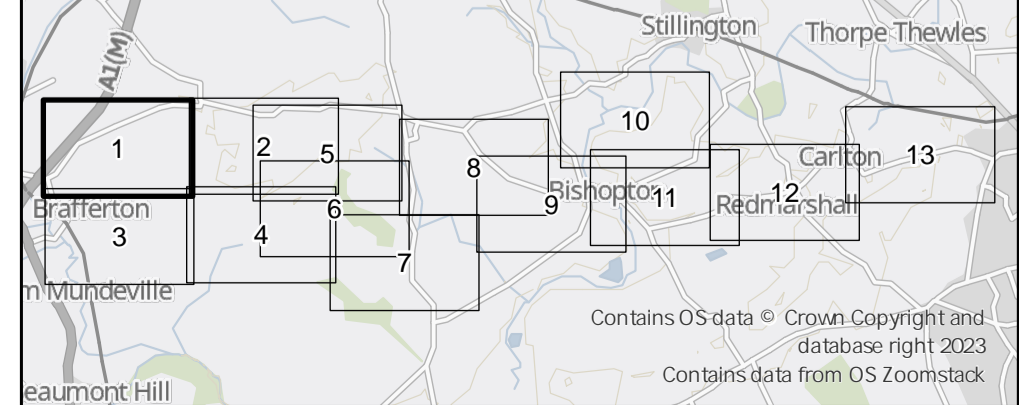 Stillington
Thorpe Thewles
A1(M)
10
1
2
5
Carlton
13
8
Bishopton
11
Redmarshall
12
9
Brafferton
6
3
4
7
m Mundeville
Contains OS data © Crown Copyright and
database right 2023
Contains data from OS Zoomstack
eaumont Hill